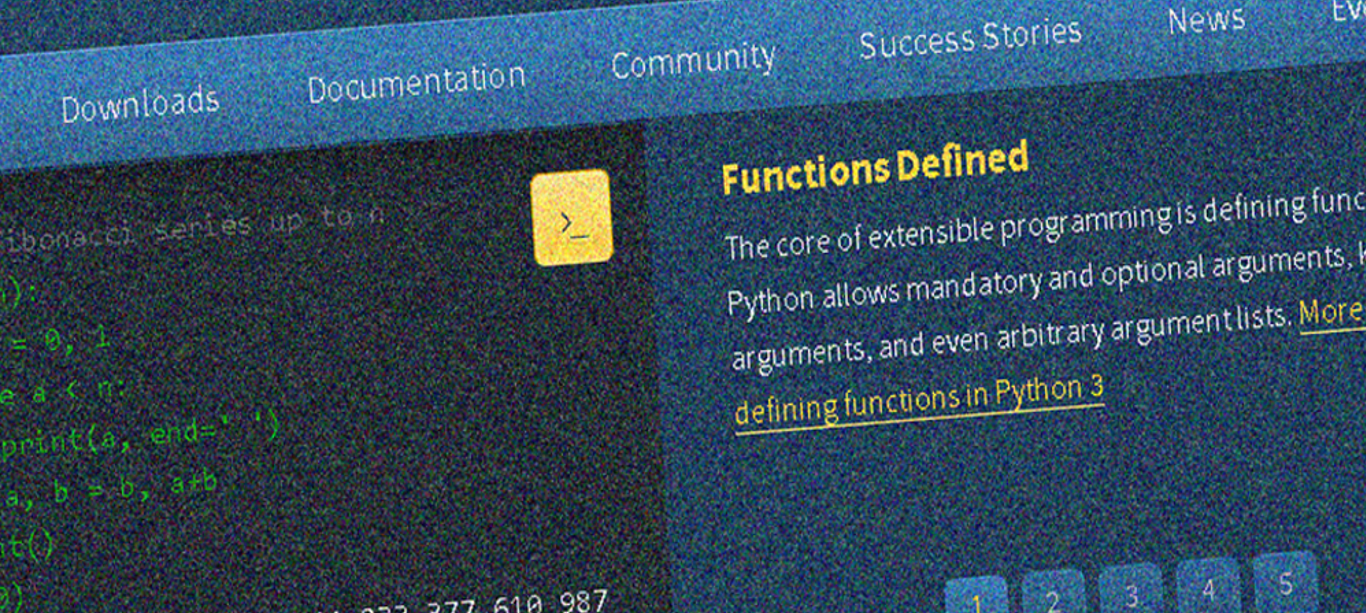 Downloads Documentation Community Success Stories News
ibonacci series up to n
):
= 0, 1
e a < n:
print(a, end=' ')
a, b = b, a+b
nt()
0)
233 377 610 987
>_
Functions Defined
The core of extensible programming is defining func
Python allows mandatory and optional arguments, k
arguments, and even arbitrary argument lists. More
defining functions in Python 3
1 2 3 4 5